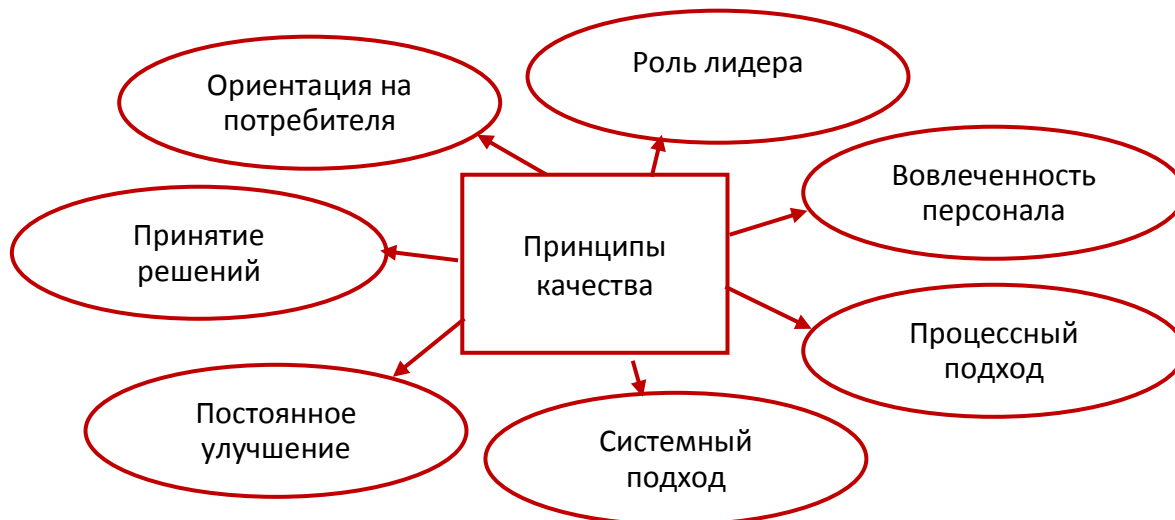 Роль лидера
Ориентация на
потребителя
Вовлеченность
персонала
Принятие
решений
Принципы
качества
Процессный
подход
Постоянное
улучшение
Системный
подход